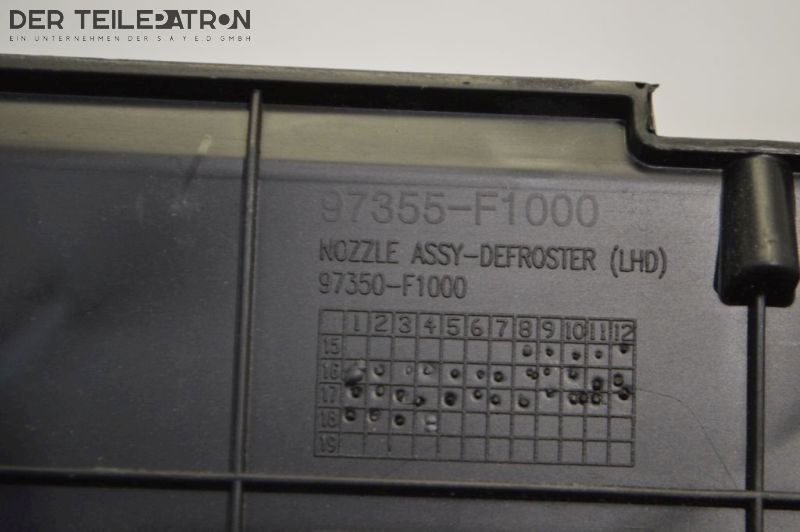 DER TEILEPATRON
EIN UNTERNEHMEN DER S.A.Y.E.D GMBH
97355-F1000
NOZZLE ASSY-DEFROSTER (LHD)
97350-F1000
1 2 3 4 5 6 7 8 9 10 11 12
15
16
17
18
19